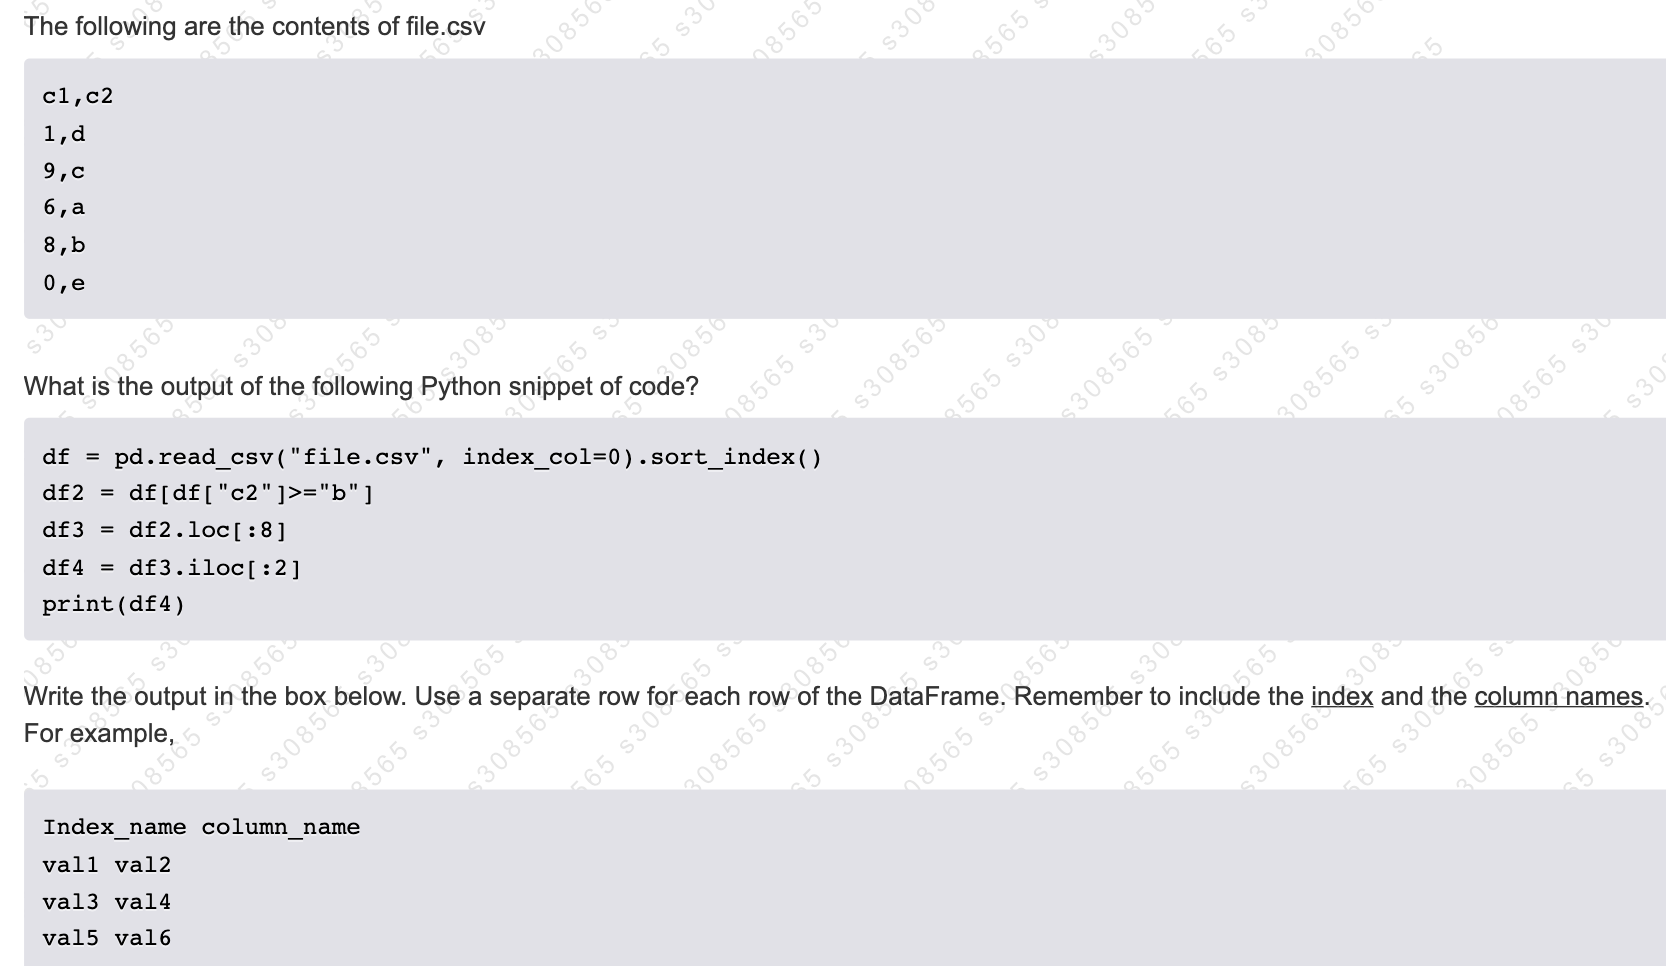 The following are the contents of file.csv
c1,c2
1,d
9,c
6,a
8,b
0,e
What is the output of the following Python snippet of code?
df = pd.read_csv("file.csv", index_col=0).sort_index()
df2 = df[df["c2"]>="b"]
df3 = df2.loc[:8]
df4 = df3.iloc[:2]
print(df4)
Write the output in the box below. Use a separate row for each row of the DataFrame. Remember to include the index and the column names.
For example,
Index_name column_name
val1 val2
val3 val4
val5 val6